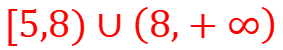 [5,8) ∪ (8, + ∞)